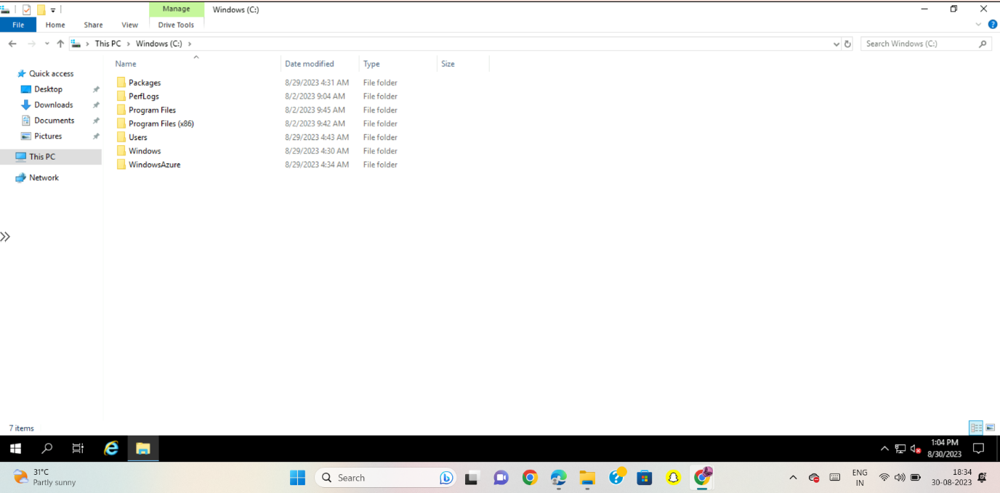 Manage Windows (C:)
File Home Share View Drive Tools
This PC Windows (C:) Search Windows (C:)
Name Date modified Type Size
Quick access
Desktop
Downloads
Documents
Pictures
This PC
Network
Packages 8/29/2023 4:31 AM File folder
PerfLogs 8/2/2023 9:04 AM File folder
Program Files 8/2/2023 9:45 AM File folder
Program Files (x86) 8/2/2023 9:42 AM File folder
Users 8/29/2023 4:43 AM File folder
Windows 8/29/2023 4:30 AM File folder
WindowsAzure 8/29/2023 4:34 AM File folder
7 items
1:04 PM
8/30/2023
31°C
Partly sunny
Search
ENG
IN
18:34
30-08-2023